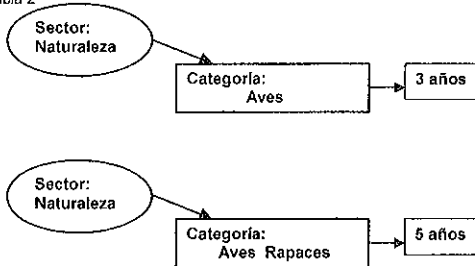 Sector:
Naturaleza
Categoría:
Aves
3 años
Sector:
Naturaleza
Categoría:
Aves Rapaces
5 años